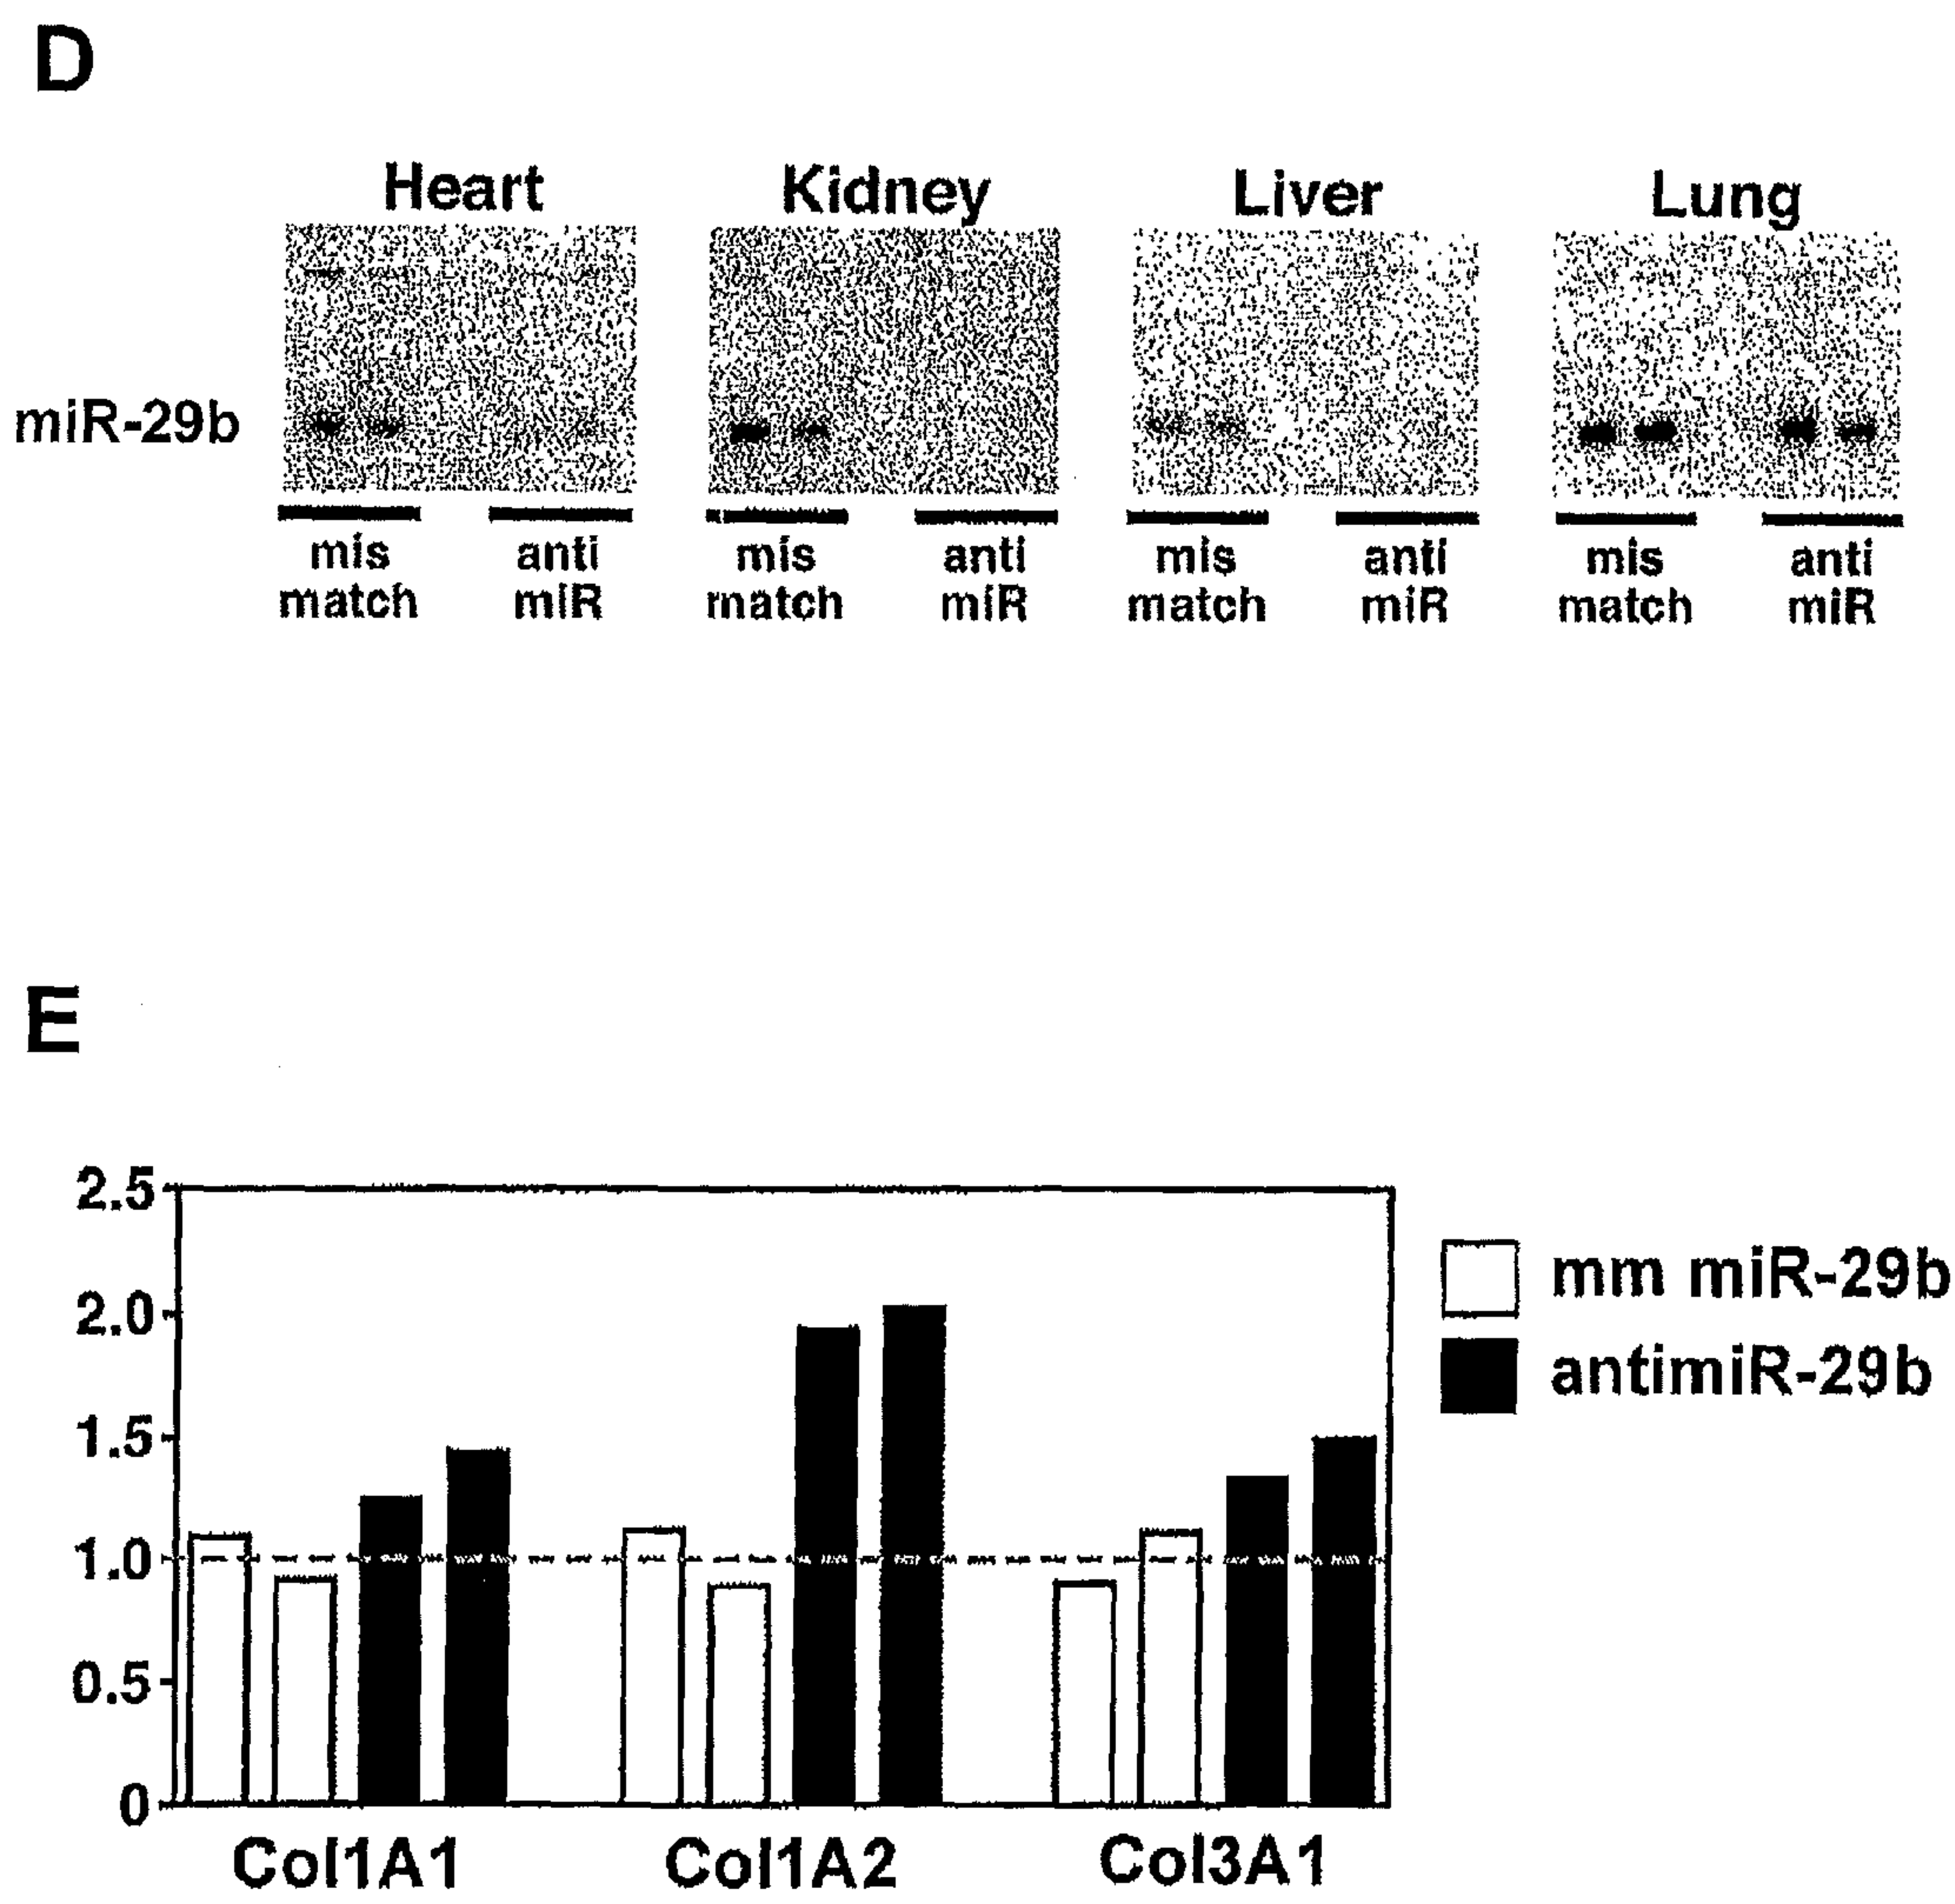 D
Heart Kidney Liver Lung
miR-29b
mis anti mis anti mis anti mis anti
match miR match miR match miR match miR
E
2.5
2.0
1.5
1.0
0.5
0
mm miR-29b
antimiR-29b
Col1A1 Col1A2 Col3A1